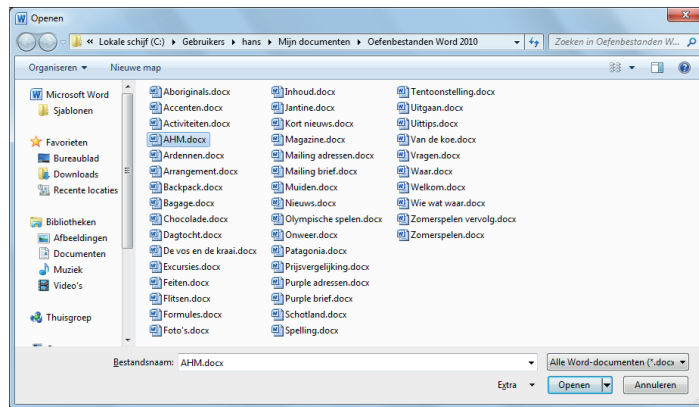 Openen
« Lokale schijf (C:) ▸ Gebruikers ▸ hans ▸ Mijn documenten ▸ Oefenbestanden Word 2010
Zoeken in Oefenbestanden W...
Organiseren Nieuwe map
Microsoft Word
Sjablonen
Favorieten
Bureaublad
Downloads
Recente locaties
Bibliotheken
Afbeeldingen
Documenten
Muziek
Video's
Thuisgroep
Aboriginals.docx
Accenten.docx
Activiteiten.docx
AHM.docx
Ardennen.docx
Arrangement.docx
Backpack.docx
Bagage.docx
Chocolade.docx
Dagtocht.docx
De vos en de kraai.docx
Excursies.docx
Feiten.docx
Flitsen.docx
Formules.docx
Foto's.docx
Inhoud.docx
Jantine.docx
Kort nieuws.docx
Magazine.docx
Mailing adressen.docx
Mailing brief.docx
Muiden.docx
Nieuws.docx
Olympische spelen.docx
Onweer.docx
Patagonia.docx
Prijsvergelijking.docx
Purple adressen.docx
Purple brief.docx
Schotland.docx
Spelling.docx
Tentoonstelling.docx
Uitgaan.docx
Uittips.docx
Van de koe.docx
Vragen.docx
Waar.docx
Welkom.docx
Wie wat waar.docx
Zomerspelen vervolg.docx
Zomerspelen.docx
Bestandsnaam: AHM.docx
Alle Word-documenten (*.docx
Extra Openen Annuleren